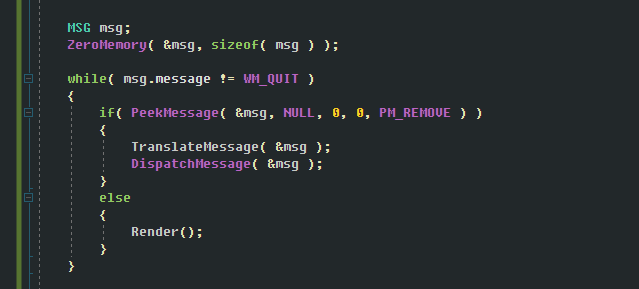 MSG msg;
ZeroMemory( &msg, sizeof( msg ) );
while( msg.message != WM_QUIT )
{
if( PeekMessage( &msg, NULL, 0, 0, PM_REMOVE ) )
{
TranslateMessage( &msg );
DispatchMessage( &msg );
}
else
{
Render();
}
}